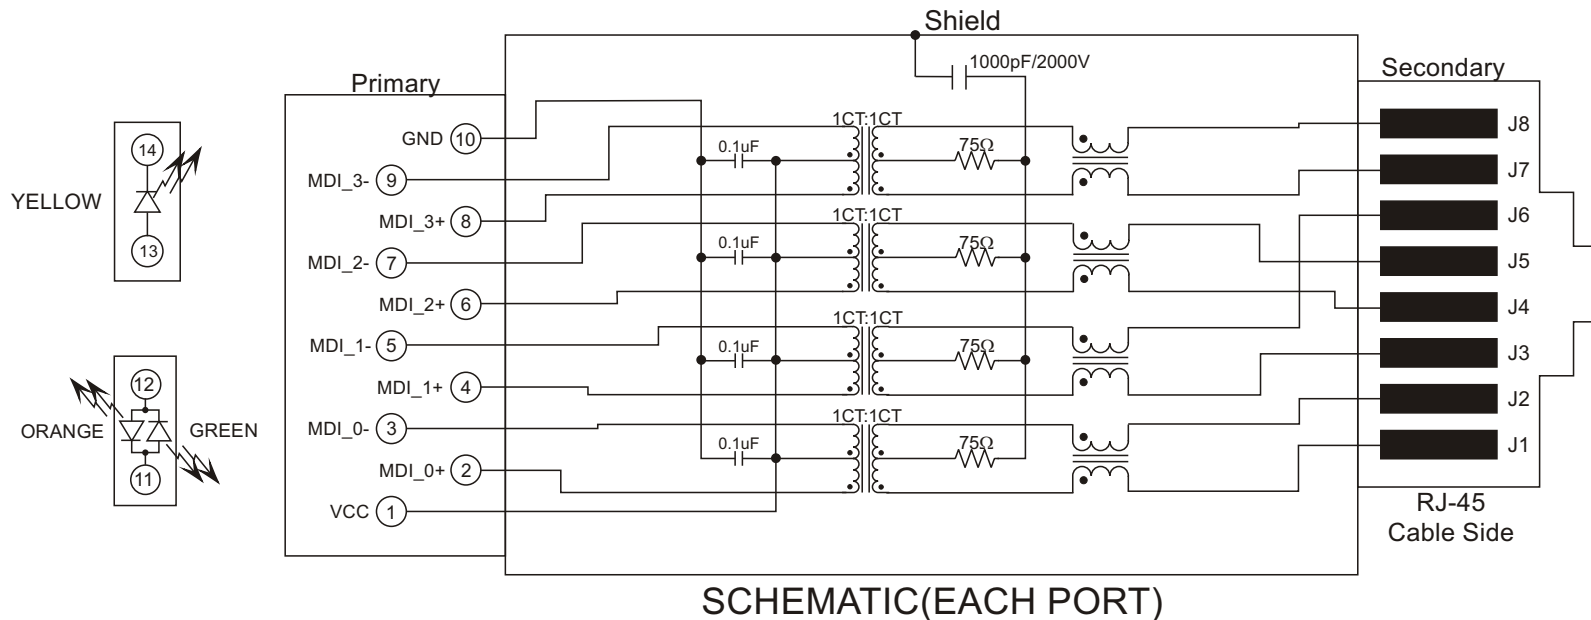 Shield
1000pF/2000V
Primary
Secondary
YELLOW
14
13
ORANGE
GREEN
12
11
GND 10
MDI_3- 9
MDI_3+ 8
MDI_2- 7
MDI_2+ 6
MDI_1- 5
MDI_1+ 4
MDI_0- 3
MDI_0+ 2
VCC 1
1CT:1CT
0.1uF
75Ω
1CT:1CT
0.1uF
75Ω
1CT:1CT
0.1uF
75Ω
1CT:1CT
0.1uF
75Ω
J8
J7
J6
J5
J4
J3
J2
J1
RJ-45
Cable Side
SCHEMATIC(EACH PORT)